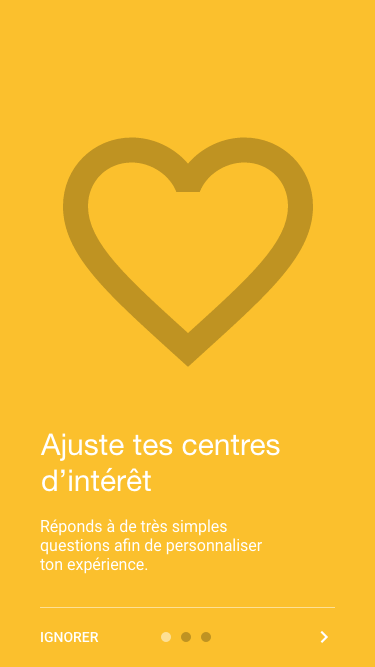 Ajuste tes centres
d’intérêt
Réponds à de très simples
questions afin de personnaliser
ton expérience.
IGNORER